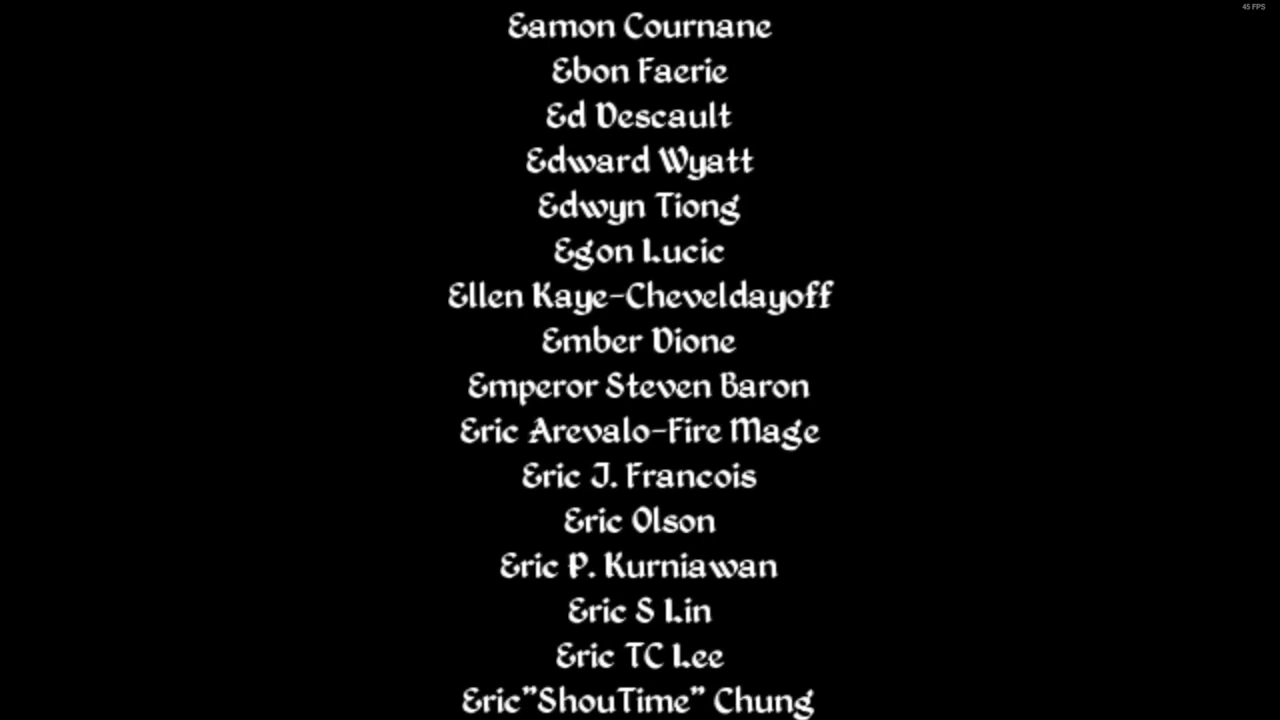 45 FPS
Eamon Cournane
Ebon Faerie
Ed Descault
Edward Wyatt
Edwyn Tiong
Egon Lucic
Ellen Kaye-Cheveldayoff
Ember Dione
Emperor Steven Baron
Eric Arevalo-Fire Mage
Eric J. Francois
Eric Olson
Eric P. Kurniawan
Eric S Lin
Eric TC Lee
Eric"ShouTime" Chung